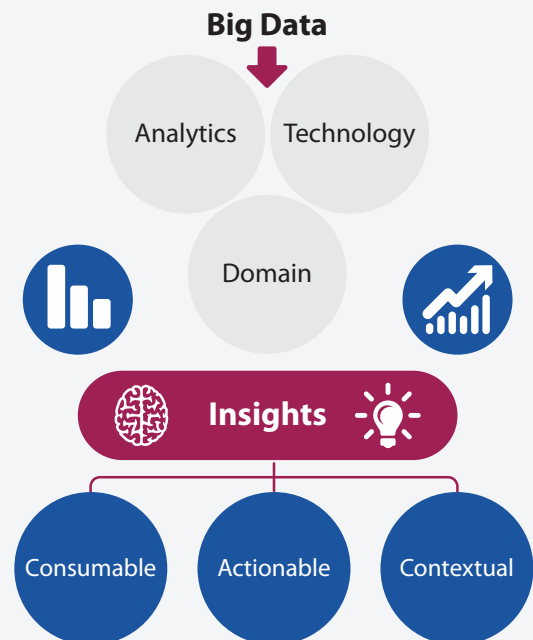 Big Data
Analytics
Technology
Domain
Insights
Consumable
Actionable
Contextual